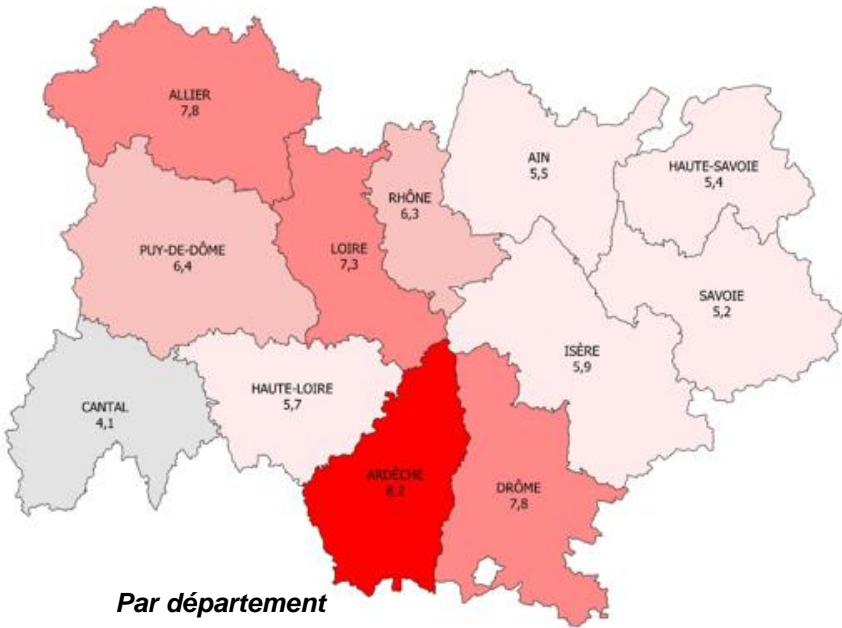 ALLIER
7,8
AIN
5,5
HAUTE-SAVOIE
5,4
RHÔNE
6,3
PUY-DE-DÔME
6,4
LOIRE
7,3
SAVOIE
5,2
ISÈRE
5,9
HAUTE-LOIRE
5,7
CANTAL
4,1
ARDÈCHE
8,2
DRÔME
7,8
Par département